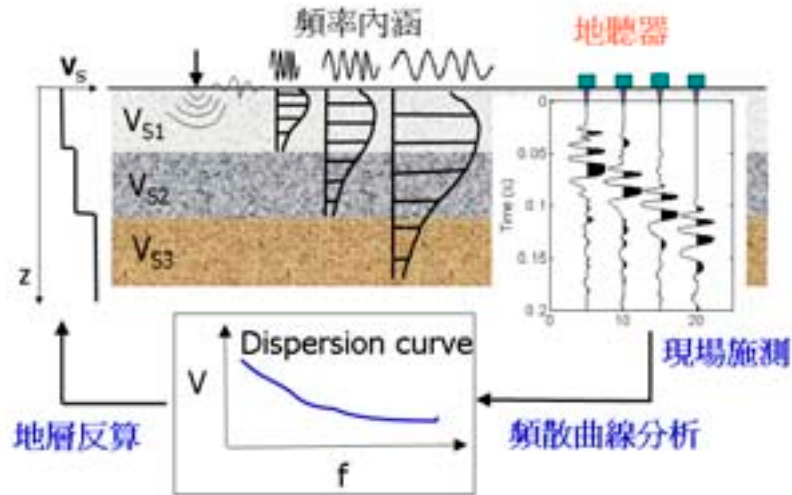 頻率內涵
地聽器
vs
VS1
VS2
VS3
z
Time (s)
0
0.05
0.1
0.15
0.2
0
10
20
現場施測
Dispersion curve
V
f
頻散曲線分析
地層反算